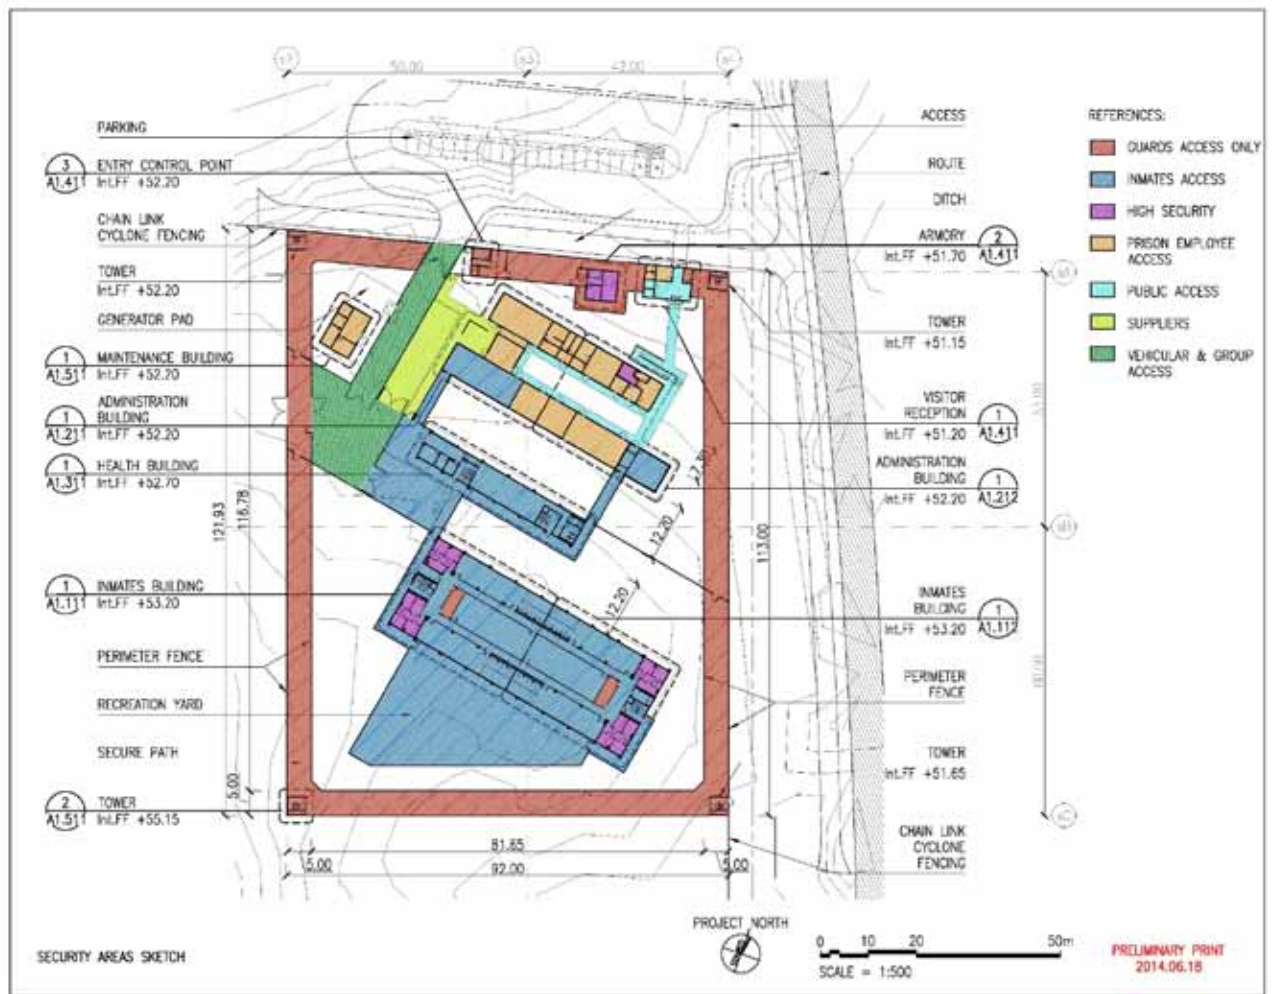 50.00
42.00
PARKING
3
A1.411
ENTRY CONTROL POINT
Int.FF +52.20
CHAIN LINK
CYCLONE FENCING
TOWER
Int.FF +52.20
GENERATOR PAD
1
A1.511
MAINTENANCE BUILDING
Int.FF +52.20
1
A1.211
ADMINISTRATION
BUILDING
Int.FF +52.20
1
A1.311
HEALTH BUILDING
Int.FF +52.70
1
A1.111
INMATES BUILDING
Int.FF +53.20
PERIMETER FENCE
RECREATION YARD
SECURE PATH
2
A1.511
TOWER
Int.FF +55.15
121.93
116.78
5.00
12.20
12.20
113.00
81.65
5.00
5.00
92.00
ACCESS
ROUTE
DITCH
ARMORY
Int.FF +51.70
2
A1.411
TOWER
Int.FF +51.15
VISITOR
RECEPTION
Int.FF +51.20
1
A1.411
ADMINISTRATION
BUILDING
Int.FF +52.20
1
A1.212
INMATES
BUILDING
Int.FF +53.20
1
A1.112
PERIMETER
FENCE
TOWER
Int.FF +51.65
CHAIN LINK
CYCLONE
FENCING
REFERENCES:
GUARDS ACCESS ONLY
INMATES ACCESS
HIGH SECURITY
PRISON EMPLOYEE
ACCESS
PUBLIC ACCESS
SUPPLIERS
VEHICULAR & GROUP
ACCESS
SECURITY AREAS SKETCH
PROJECT NORTH
0 10 20 50m
SCALE = 1:500
PRELIMINARY PRINT
2014.06.18